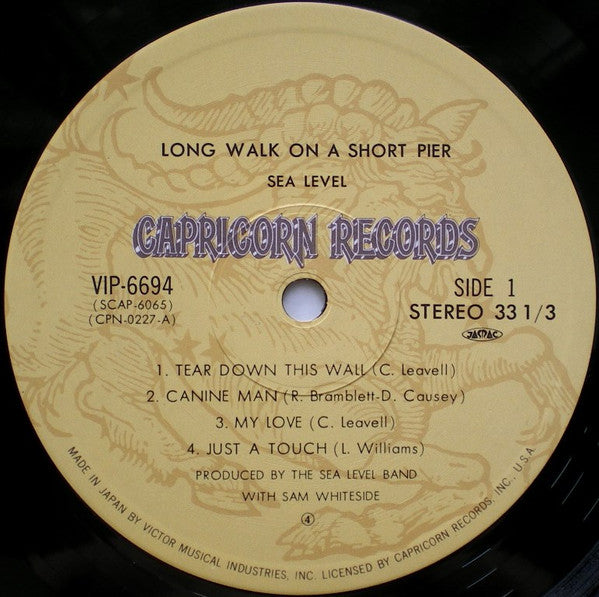 LONG WALK ON A SHORT PIER
SEA LEVEL
CAPRICORN RECORDS
VIP-6694
(SCAP-6065)
(CPN-0227-A)
SIDE 1
STEREO 33 1/3
JASRAC
1. TEAR DOWN THIS WALL (C. Leavell)
2. CANINE MAN (R. Bramblett-D. Causey)
3. MY LOVE (C. Leavell)
4. JUST A TOUCH (L. Williams)
PRODUCED BY THE SEA LEVEL BAND
WITH SAM WHITESIDE
④
MADE IN JAPAN BY VICTOR MUSICAL INDUSTRIES, INC. LICENSED BY CAPRICORN RECORDS, INC., U.S.A.